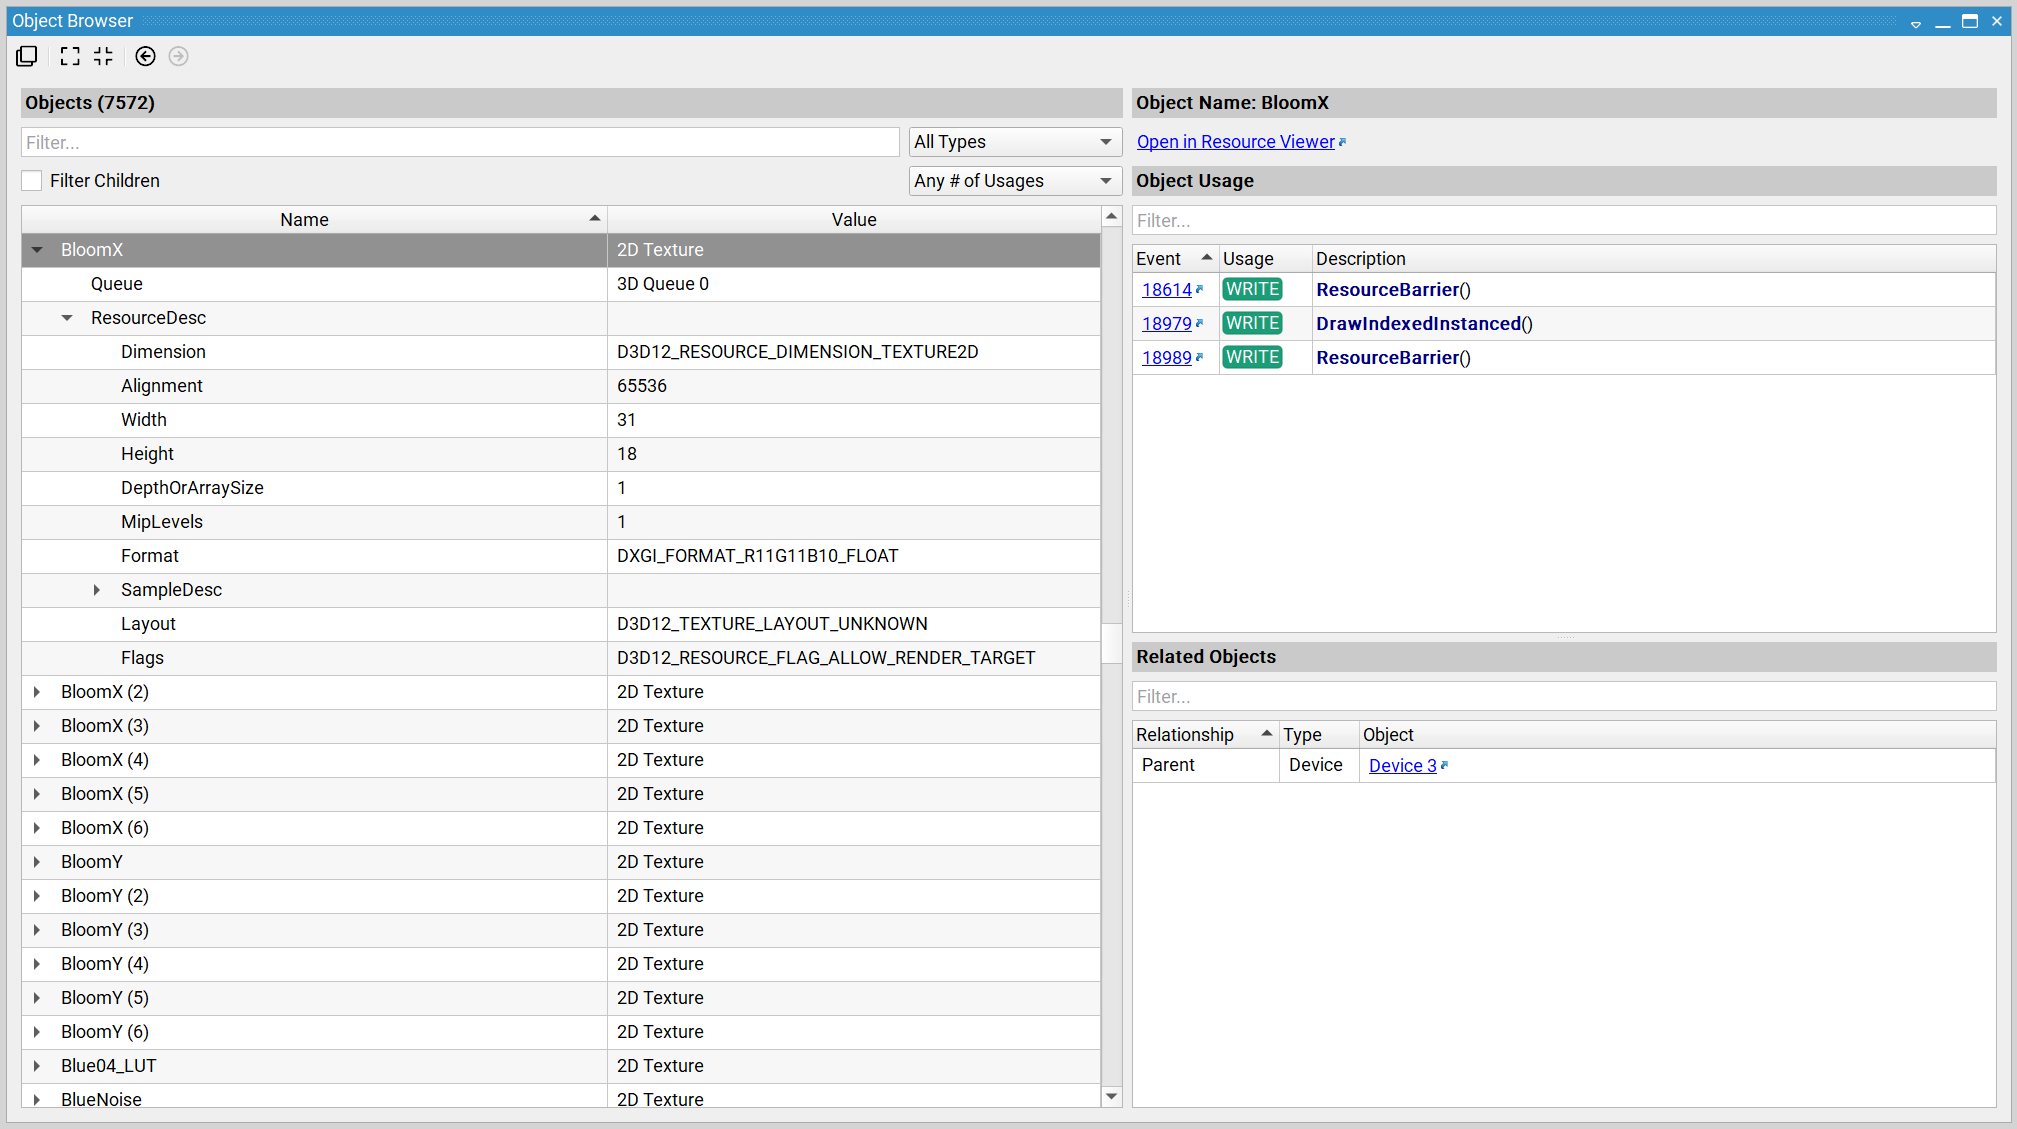 Object Browser
Objects (7572)
Filter...
All Types
Filter Children
Any # of Usages
Name Value
BloomX 2D Texture
Queue 3D Queue 0
ResourceDesc
Dimension D3D12_RESOURCE_DIMENSION_TEXTURE2D
Alignment 65536
Width 31
Height 18
DepthOrArraySize 1
MipLevels 1
Format DXGI_FORMAT_R11G11B10_FLOAT
SampleDesc
Layout D3D12_TEXTURE_LAYOUT_UNKNOWN
Flags D3D12_RESOURCE_FLAG_ALLOW_RENDER_TARGET
BloomX (2) 2D Texture
BloomX (3) 2D Texture
BloomX (4) 2D Texture
BloomX (5) 2D Texture
BloomX (6) 2D Texture
BloomY 2D Texture
BloomY (2) 2D Texture
BloomY (3) 2D Texture
BloomY (4) 2D Texture
BloomY (5) 2D Texture
BloomY (6) 2D Texture
Blue04_LUT 2D Texture
BlueNoise 2D Texture
Object Name: BloomX
Open in Resource Viewer
Object Usage
Filter...
Event Usage Description
18614 WRITE ResourceBarrier()
18979 WRITE DrawIndexedInstanced()
18989 WRITE ResourceBarrier()
Related Objects
Filter...
Relationship Type Object
Parent Device Device 3